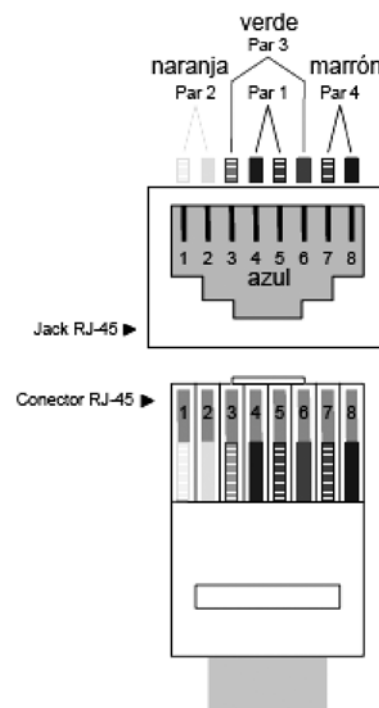 verde
Par 3
naranja
marrón
Par 2
Par 1
Par 4
1 2 3 4 5 6 7 8
azul
Jack RJ-45 ►
Conector RJ-45 ►
1 2 3 4 5 6 7 8